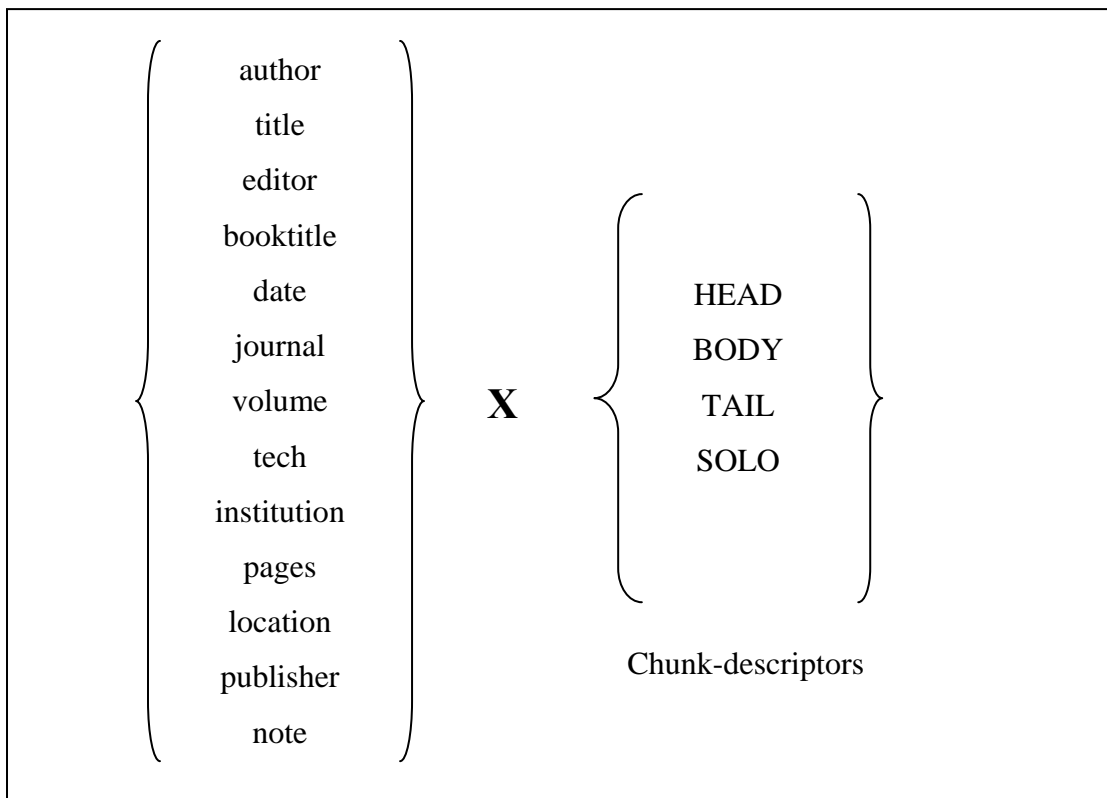 author
title
editor
booktitle
date
journal
volume
tech
institution
pages
location
publisher
note
X
HEAD
BODY
TAIL
SOLO
Chunk-descriptors